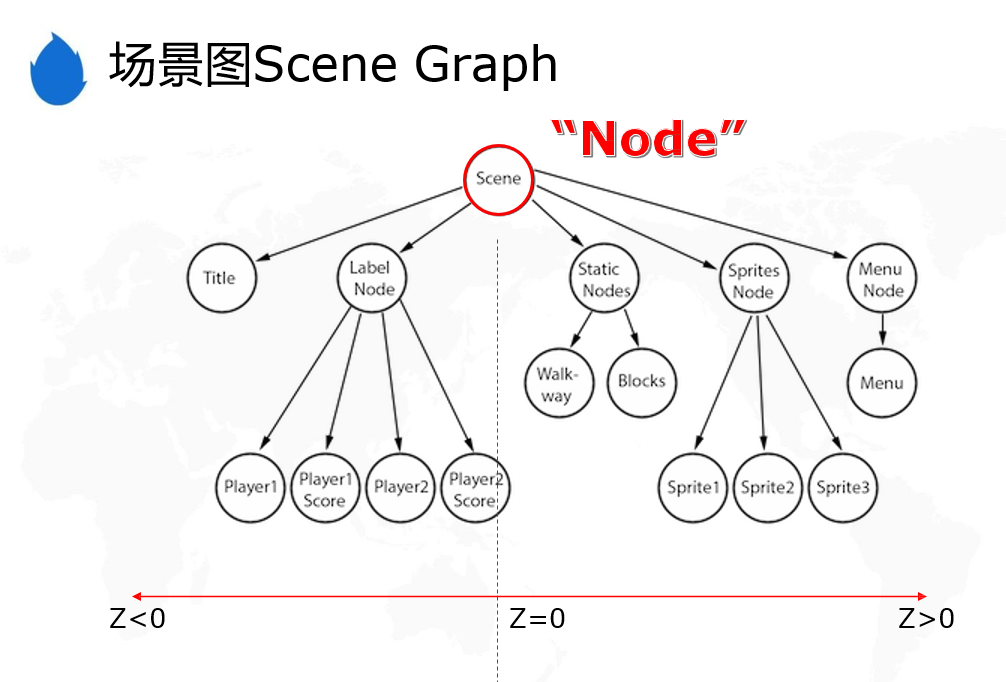 场景图Scene Graph
“Node”
Scene
Title
Label
Node
Static
Nodes
Sprites
Node
Menu
Node
Walk-
way
Blocks
Menu
Player1
Player1
Score
Player2
Player2
Score
Sprite1
Sprite2
Sprite3
Z<0
Z=0
Z>0